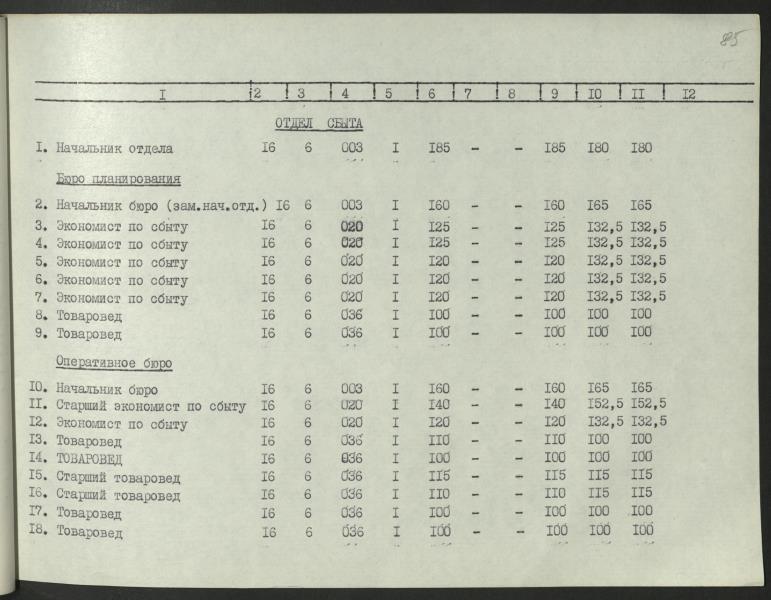 85
I ! 2 ! 3 ! 4 ! 5 ! 6 ! 7 ! 8 ! 9 ! I0 ! II ! I2
ОТДЕЛ СБЫТА
I. Начальник отдела I6 6 003 I I85 - - I85 I80 I80
Бюро планирования
2. Начальник бюро (зам.нач.отд.) I6 6 003 I I60 - - I60 I65 I65
3. Экономист по сбыту I6 6 020 I I25 - - I25 I32,5 I32,5
4. Экономист по сбыту I6 6 020 I I25 - - I25 I32,5 I32,5
5. Экономист по сбыту I6 6 020 I I20 - - I20 I32,5 I32,5
6. Экономист по сбыту I6 6 020 I I20 - - I20 I32,5 I32,5
7. Экономист по сбыту I6 6 020 I I20 - - I20 I32,5 I32,5
8. Товаровед I6 6 036 I I00 - - I00 I00 I00
9. Товаровед I6 6 036 I I00 - - I00 I00 I00
Оперативное бюро
I0. Начальник бюро I6 6 003 I I60 - - I60 I65 I65
II. Старший экономист по сбыту I6 6 020 I I40 - - I40 I52,5 I52,5
I2. Экономист по сбыту I6 6 020 I I20 - - I20 I32,5 I32,5
I3. Товаровед I6 6 036 I II0 - - II0 I00 I00
I4. ТОВАРОВЕД I6 6 036 I I00 - - I00 I00 I00
I5. Старший товаровед I6 6 036 I II5 - - II5 II5 II5
I6. Старший товаровед I6 6 036 I II0 - - II0 II5 II5
I7. Товаровед I6 6 036 I I00 - - I00 I00 I00
I8. Товаровед I6 6 036 I I00 - - I00 I00 I00